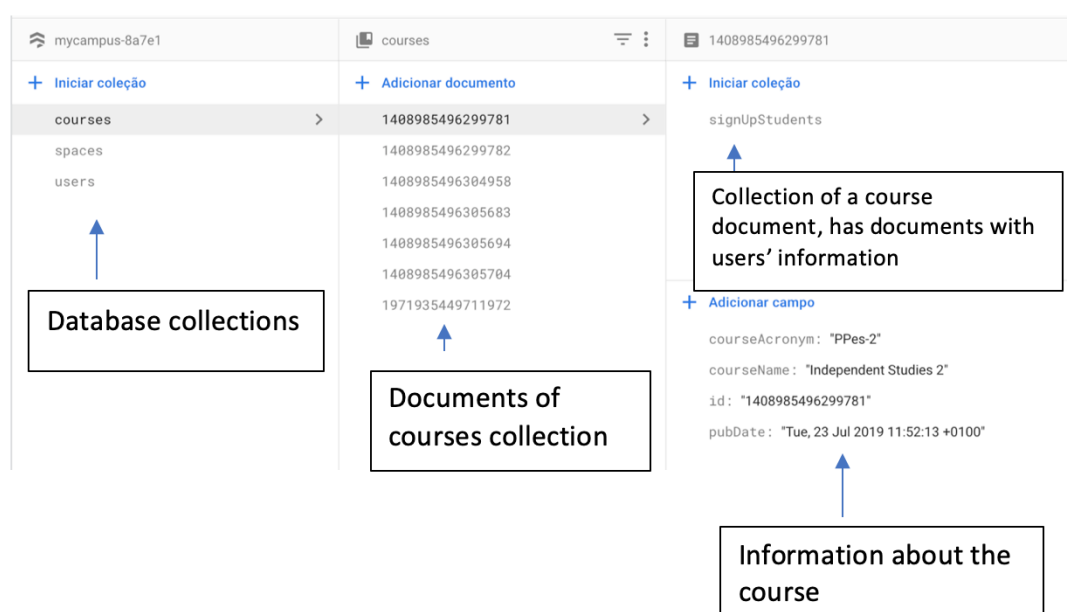 mycampus-8a7e1
courses
1408985496299781
+ Iniciar coleção
+ Adicionar documento
+ Iniciar coleção
courses
spaces
users
1408985496299781
1408985496299782
1408985496304958
1408985496305683
1408985496305694
1408985496305704
1971935449711972
signUpStudents
Collection of a course
document, has documents with
users’ information
Database collections
Documents of
courses collection
+ Adicionar campo
courseAcronym: "PPes-2"
courseName: "Independent Studies 2"
id: "1408985496299781"
pubDate: "Tue, 23 Jul 2019 11:52:13 +0100"
Information about the
course